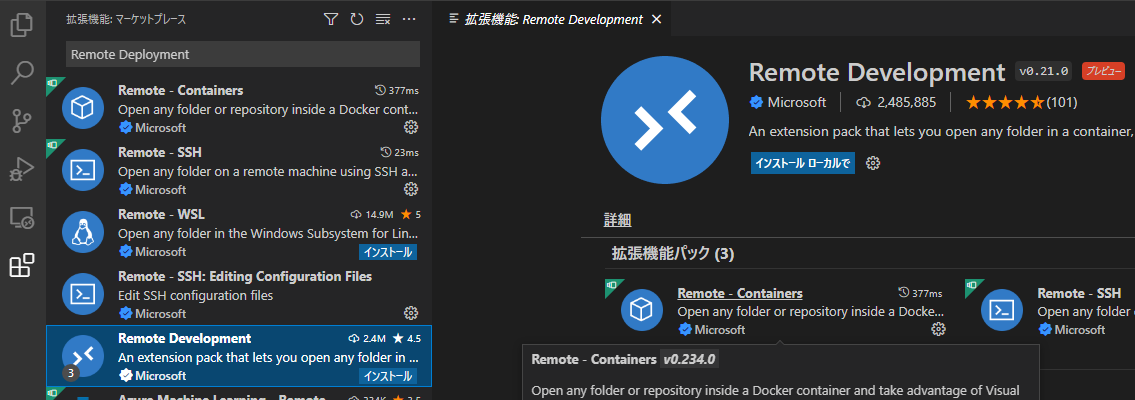 拡張機能: マーケットプレース
Remote Deployment
Remote - Containers 377ms
Open any folder or repository inside a Docker cont...
Microsoft
Remote - SSH 23ms
Open any folder on a remote machine using SSH a...
Microsoft
Remote - WSL 14.9M ★ 5
Open any folder in the Windows Subsystem for Lin...
Microsoft インストール
Remote - SSH: Editing Configuration Files
Edit SSH configuration files
Microsoft
Remote Development 2.4M ★ 4.5
An extension pack that lets you open any folder in ...
3
Microsoft インストール
Azure Machine Learning - Remote
拡張機能: Remote Development
Remote Development v0.21.0 プレビュー
Microsoft 2,485,885 (101)
An extension pack that lets you open any folder in a container,
インストール ローカルで
詳細
拡張機能パック (3)
Remote - Containers 377ms
Open any folder or repository inside a Docke...
Microsoft
Remote - SSH
Open any folder
Microsoft
Remote - Containers v0.234.0
Open any folder or repository inside a Docker container and take advantage of Visual